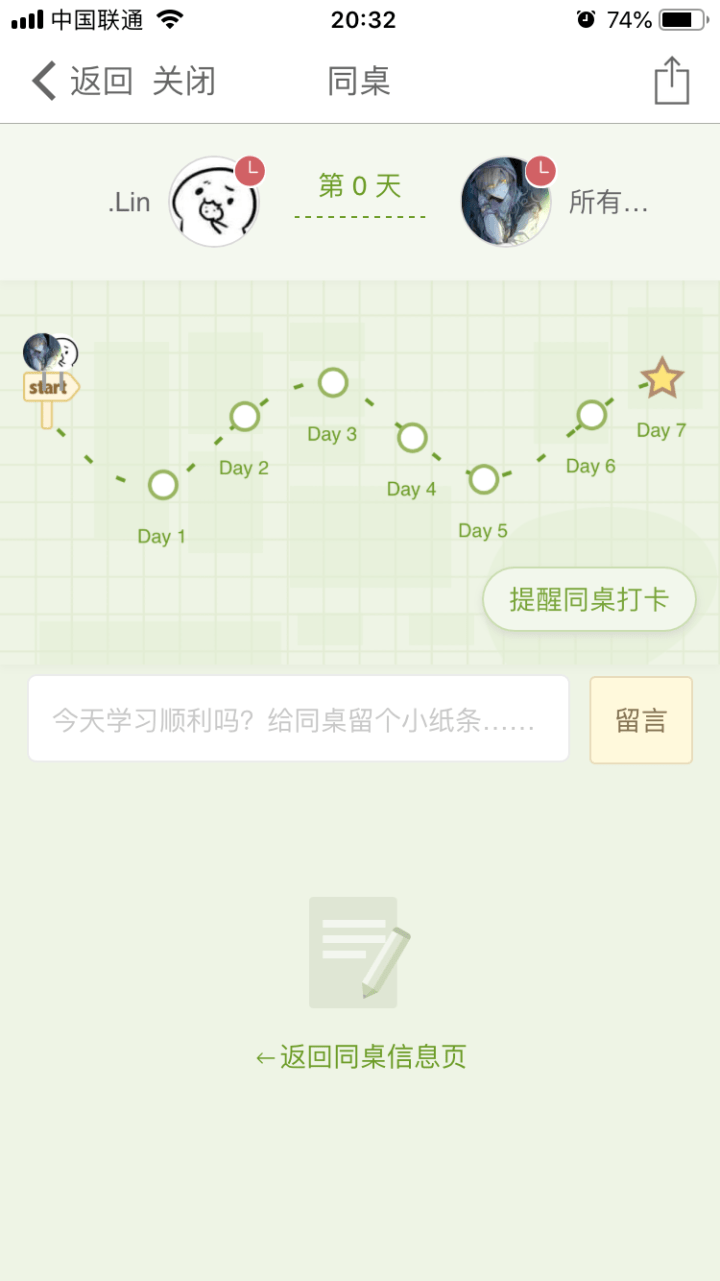 中国联通 20:32 74%
返回 关闭 同桌
.Lin 第 0 天 所有...
start
Day 1
Day 2
Day 3
Day 4
Day 5
Day 6
Day 7
提醒同桌打卡
今天学习顺利吗？给同桌留个小纸条…… 留言
←返回同桌信息页